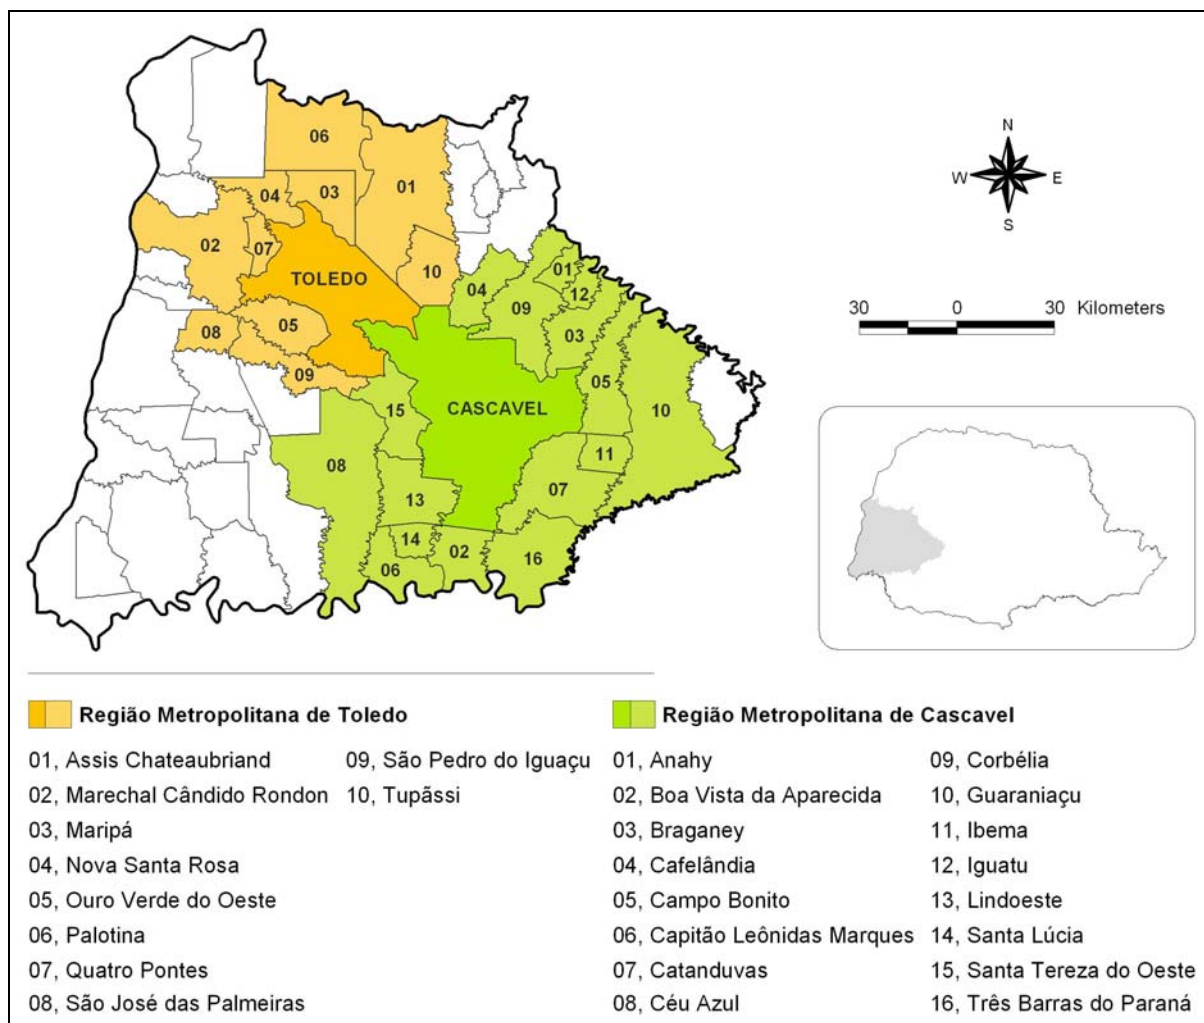 N
W E
S
30 0 30 Kilometers
06
01
04 03
02 07
TOLEDO
10
08 05
09
01
04 12
09
03
05
CASCAVEL
10
15
11
08
07
13
14
02
16
06
Região Metropolitana de Toledo
01, Assis Chateaubriand
02, Marechal Cândido Rondon
03, Maripá
04, Nova Santa Rosa
05, Ouro Verde do Oeste
06, Palotina
07, Quatro Pontes
08, São José das Palmeiras
09, São Pedro do Iguaçu
10, Tupãssi
Região Metropolitana de Cascavel
01, Anahy
02, Boa Vista da Aparecida
03, Braganey
04, Cafelândia
05, Campo Bonito
06, Capitão Leônidas Marques
07, Catanduvas
08, Céu Azul
09, Corbélia
10, Guaraniaçu
11, Ibema
12, Iguatu
13, Lindoeste
14, Santa Lúcia
15, Santa Tereza do Oeste
16, Três Barras do Paraná